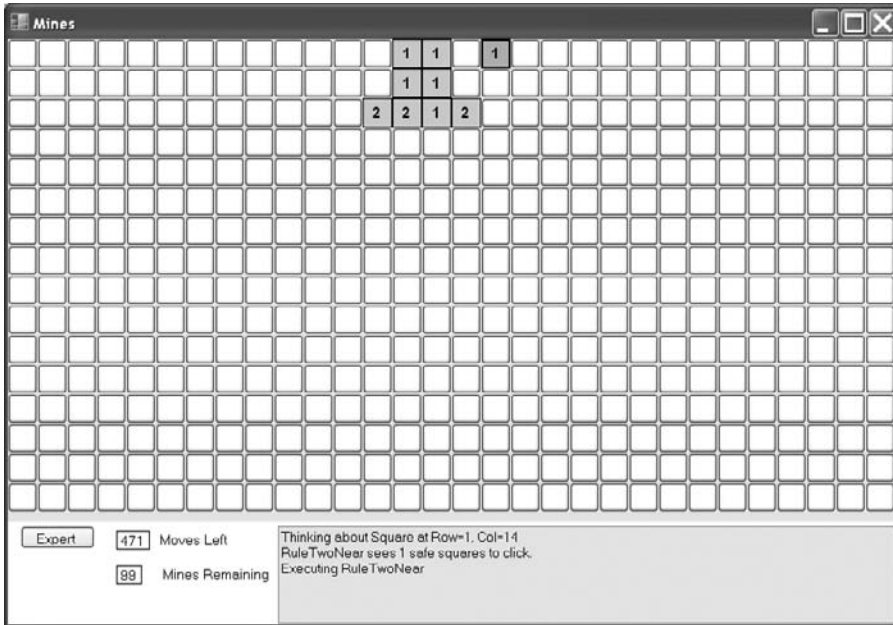 Mines
1 1 1
1 1
2 2 1 2
Expert
471 Moves Left
99 Mines Remaining
Thinking about Square at Row=1, Col=14
RuleTwoNear sees 1 safe squares to click.
Executing RuleTwoNear